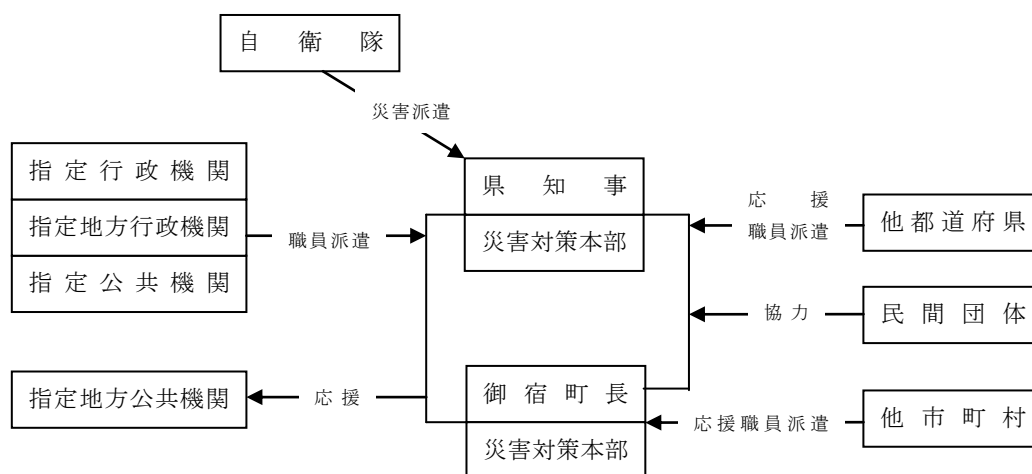 自衛隊
災害派遣
指定行政機関
指定地方行政機関
指定公共機関
職員派遣
県知事
災害対策本部
応援
職員派遣
他都道府県
協力
民間団体
指定地方公共機関
応援
御宿町長
災害対策本部
応援職員派遣
他市町村